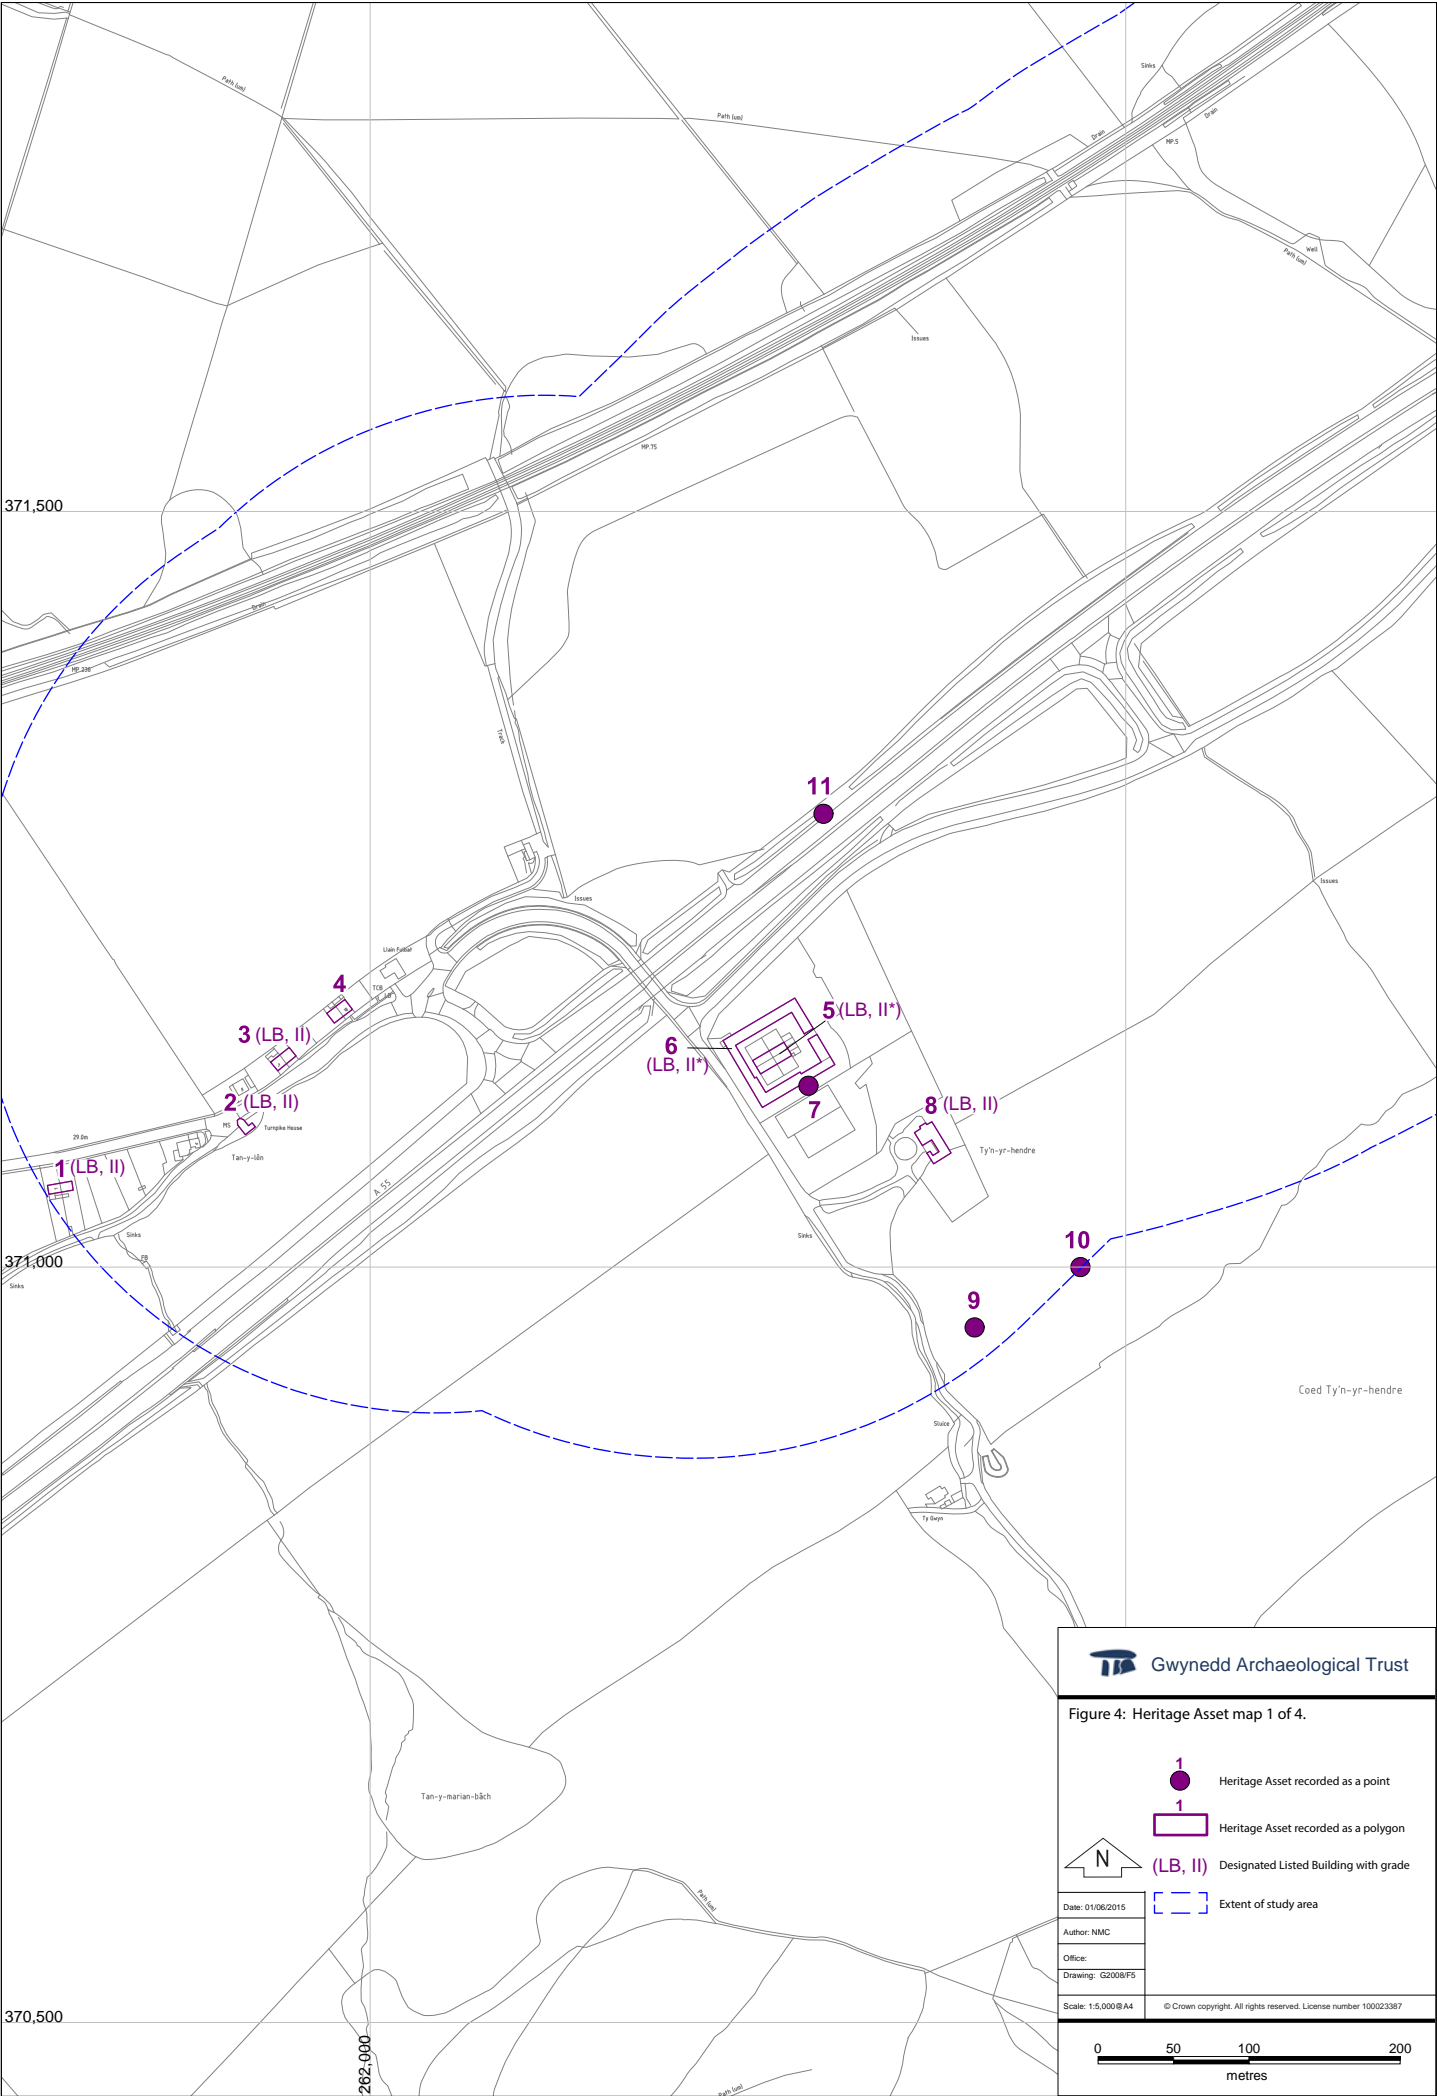 Path (um)
Path (um)
Sinks
Drain
Drain
MP.5
Well
Path (um)
Issues
MP.75
371,500
Drain
MP.236
Track
11
Issues
Issues
4
TCB
LB
3 (LB, II)
5 (LB, II*)
6
(LB, II*)
7
2 (LB, II)
MS
Turnpike House
8 (LB, II)
29.0m
Tan-y-lôn
Ty'n-yr-hendre
1 (LB, II)
A 55
Sinks
Sinks
FB
371,000
Sinks
10
9
Coed Ty'n-yr-hendre
Sluice
Ty Gwyn
Tan-y-marian-bâch
Path (um)
370,500
262,000
Path (um)
Gwynedd Archaeological Trust
Figure 4: Heritage Asset map 1 of 4.
1
Heritage Asset recorded as a point
1
Heritage Asset recorded as a polygon
N
(LB, II) Designated Listed Building with grade
Extent of study area
Date: 01/06/2015
Author: NMC
Office:
Drawing: G2008/F5
Scale: 1:5,000@A4
© Crown copyright. All rights reserved. License number 100023387
0 50 100 200
metres